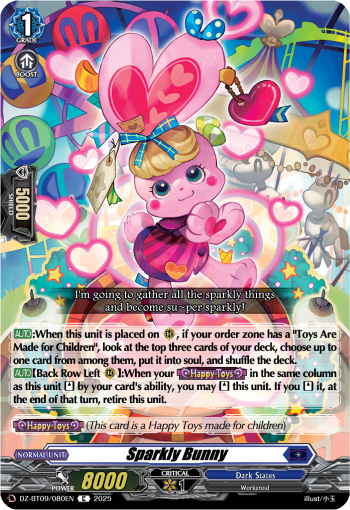 1
GRADE
BOOST
5000
SHIELD
I'm going to gather all the sparkly things
and become su~per sparkly!
AUTO:When this unit is placed on , if your order zone has a "Toys Are
Made for Children", look at the top three cards of your deck, choose up to
one card from among them, put it into soul, and shuffle the deck.
AUTO【Back Row Left 】:When your Happy Toys in the same column
as this unit by your card's ability, you may this unit. If you it, at
the end of that turn, retire this unit.
Happy Toys (This card is a Happy Toys made for children)
NORMAL UNIT
Sparkly Bunny
POWER 8000
CRITICAL
1
Dark States
Workeroid
DZ-BT09/080EN C 2025
illust/小玉